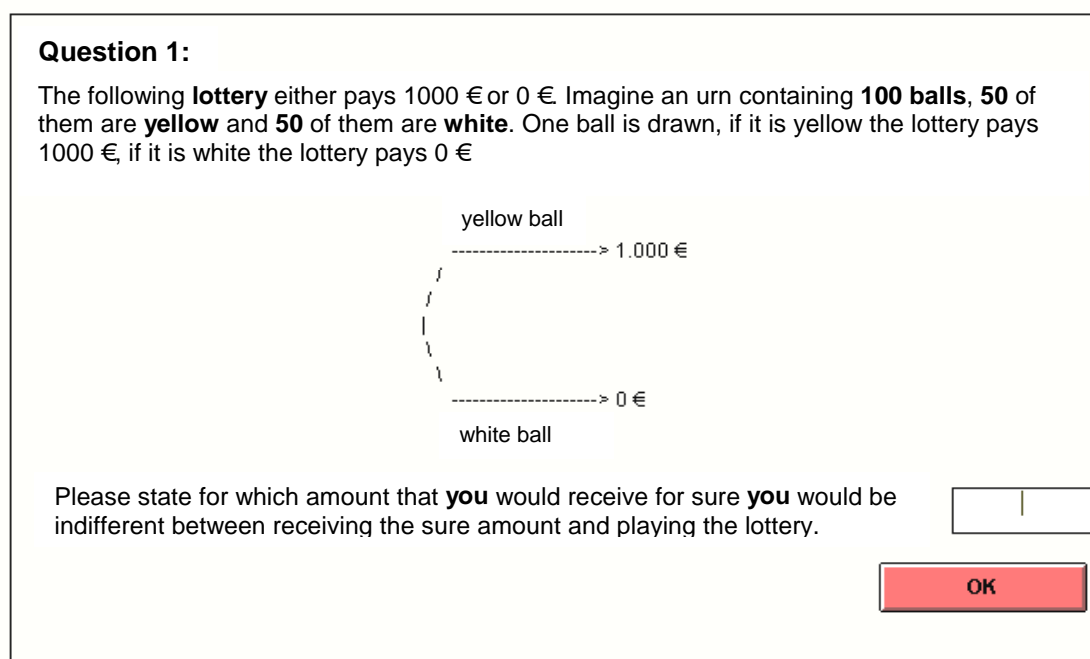 Question 1:
The following lottery either pays 1000 € or 0 €. Imagine an urn containing 100 balls, 50 of
them are yellow and 50 of them are white. One ball is drawn, if it is yellow the lottery pays
1000 €, if it is white the lottery pays 0 €
yellow ball
---------------------> 1.000 €
---------------------> 0 €
white ball
Please state for which amount that you would receive for sure you would be
indifferent between receiving the sure amount and playing the lottery.
OK